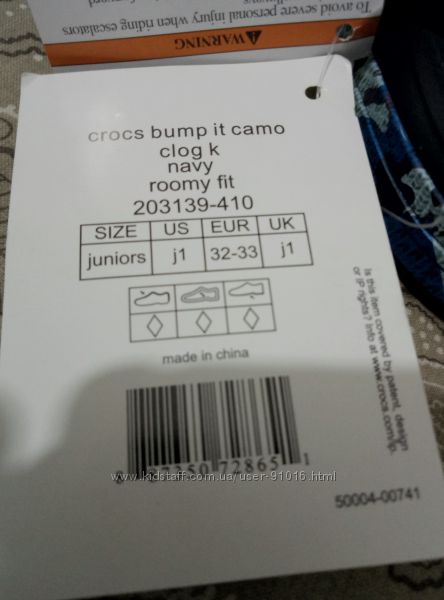 ⚠ WARNING
To avoid severe personal injury when riding escalators
crocs bump it camo
clog k
navy
roomy fit
203139-410
SIZE US EUR UK
juniors j1 32-33 j1
made in china
7350 72865
© kidstaff.com.ua/user-91016.html
Is this item covered by patent, design
or IP rights? Info at www.crocs.com/ip.
50004-00741